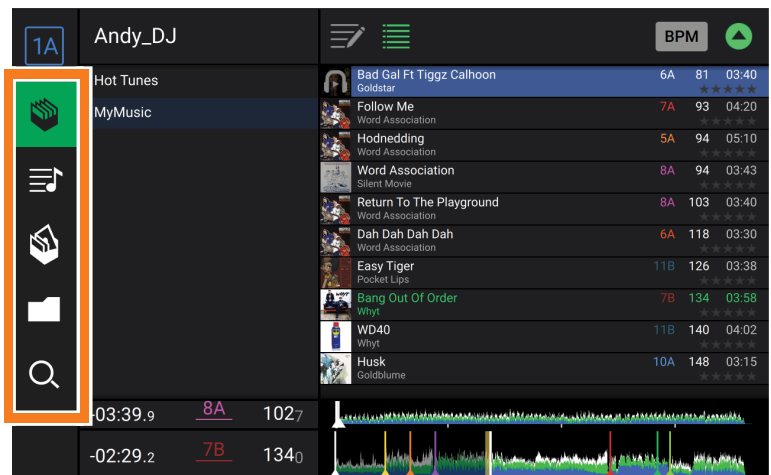 1A
Andy_DJ
BPM
Hot Tunes
MyMusic
Bad Gal Ft Tiggz Calhoon 6A 81 03:40
Goldstar
Follow Me 7A 93 04:20
Word Association
Hodnedding 5A 94 05:10
Word Association
Word Association 8A 94 03:43
Silent Movie
Return To The Playground 8A 103 03:40
Word Association
Dah Dah Dah Dah 6A 118 03:30
Word Association
Easy Tiger 11B 126 03:38
Pocket Lips
Bang Out Of Order 7B 134 03:58
Whyt
WD40 11B 140 04:02
Whyt
Husk 10A 148 03:15
Goldblume
-03:39.9 8A 1027
-02:29.2 7B 1340